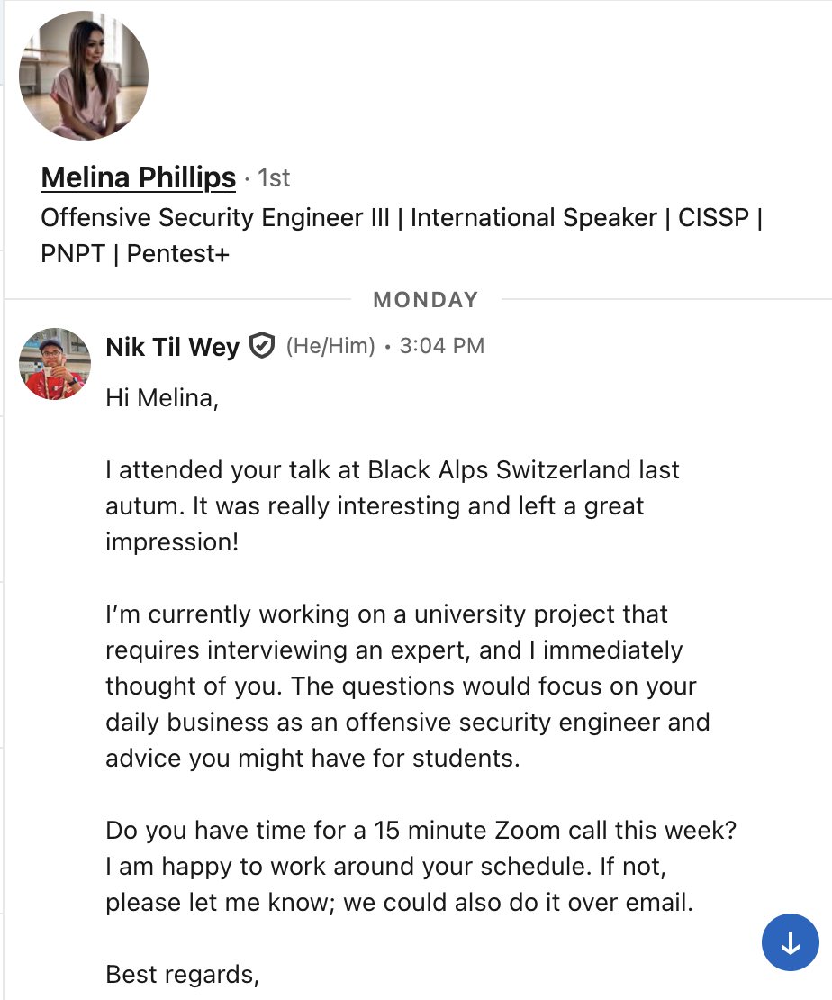 Melina Phillips · 1st
Offensive Security Engineer III | International Speaker | CISSP |
PNPT | Pentest+
MONDAY
Nik Til Wey (He/Him) • 3:04 PM
Hi Melina,
I attended your talk at Black Alps Switzerland last
autum. It was really interesting and left a great
impression!
I’m currently working on a university project that
requires interviewing an expert, and I immediately
thought of you. The questions would focus on your
daily business as an offensive security engineer and
advice you might have for students.
Do you have time for a 15 minute Zoom call this week?
I am happy to work around your schedule. If not,
please let me know; we could also do it over email.
Best regards,